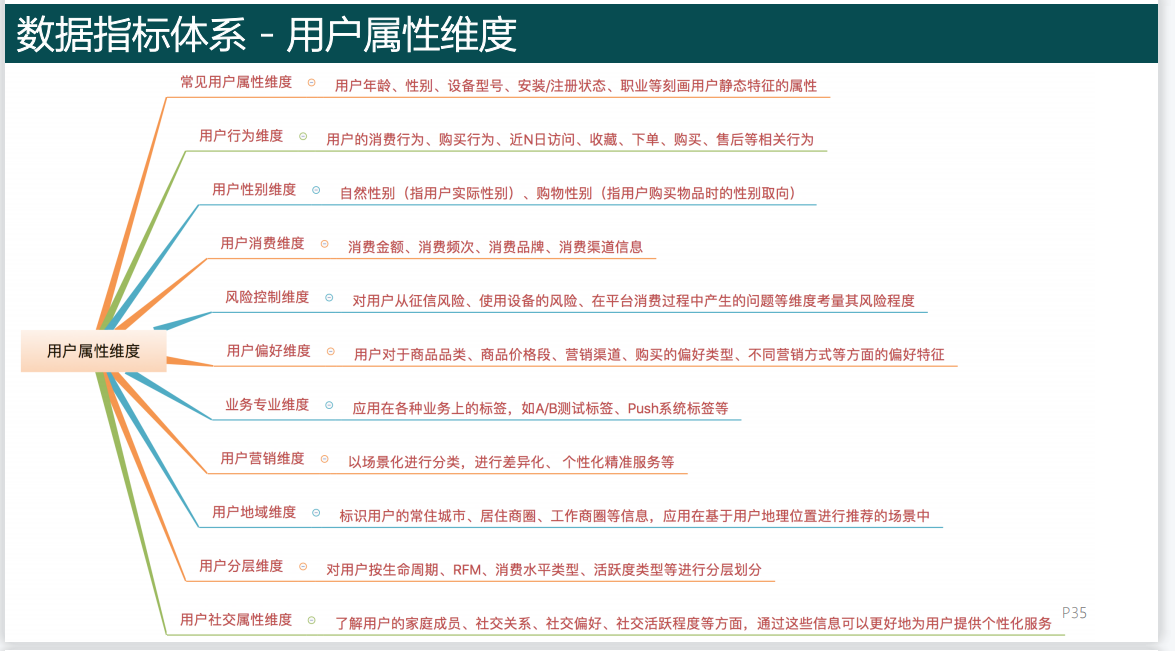 数据指标体系 - 用户属性维度
常见用户属性维度 用户年龄、性别、设备型号、安装/注册状态、职业等刻画用户静态特征的属性
用户行为维度 用户的消费行为、购买行为、近N日访问、收藏、下单、购买、售后等相关行为
用户性别维度 自然性别（指用户实际性别）、购物性别（指用户购买物品时的性别取向）
用户消费维度 消费金额、消费频次、消费品牌、消费渠道信息
风险控制维度 对用户从征信风险、使用设备的风险、在平台消费过程中产生的问题等维度考量其风险程度
用户属性维度
用户偏好维度 用户对于商品品类、商品价格段、营销渠道、购买的偏好类型、不同营销方式等方面的偏好特征
业务专业维度 应用在各种业务上的标签，如A/B测试标签、Push系统标签等
用户营销维度 以场景化进行分类，进行差异化、 个性化精准服务等
用户地域维度 标识用户的常住城市、居住商圈、工作商圈等信息，应用在基于用户地理位置进行推荐的场景中
用户分层维度 对用户按生命周期、RFM、消费水平类型、活跃度类型等进行分层划分
用户社交属性维度 了解用户的家庭成员、社交关系、社交偏好、社交活跃程度等方面，通过这些信息可以更好地为用户提供个性化服务
P35